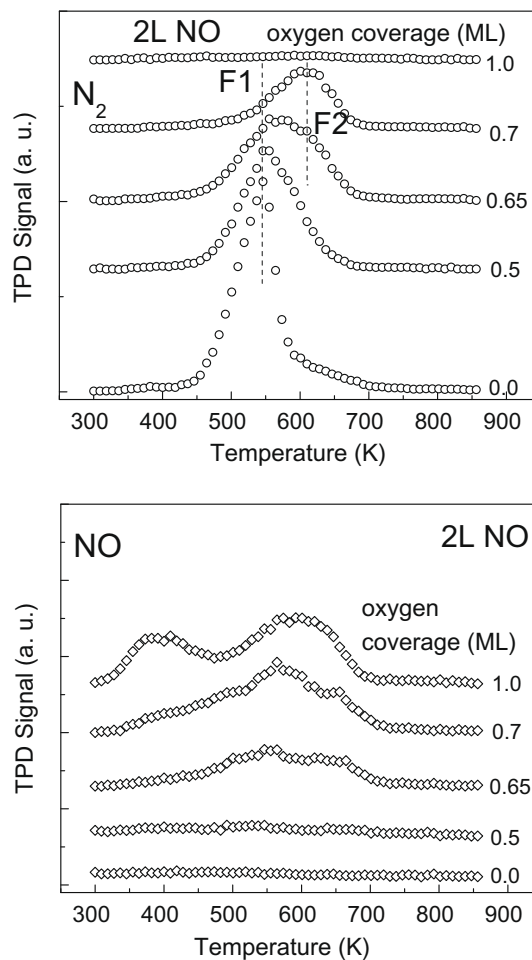 2L NO
oxygen coverage (ML)
1.0
N2
F1
0.7
F2
0.65
0.5
0.0
TPD Signal (a. u.)
300 400 500 600 700 800 900
Temperature (K)
NO
2L NO
oxygen
coverage (ML)
1.0
0.7
0.65
0.5
0.0
TPD Signal (a. u.)
300 400 500 600 700 800 900
Temperature (K)